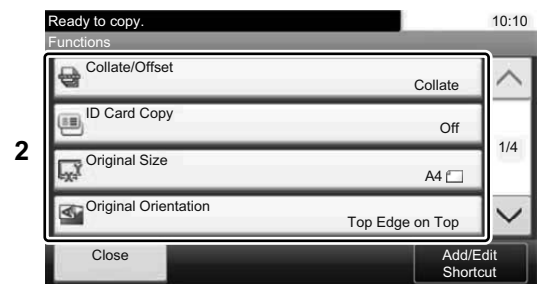 Ready to copy. 10:10
Functions
Collate/Offset
Collate
ID Card Copy
Off
2
1/4
Original Size
A4
Original Orientation
Top Edge on Top
Close
Add/Edit
Shortcut